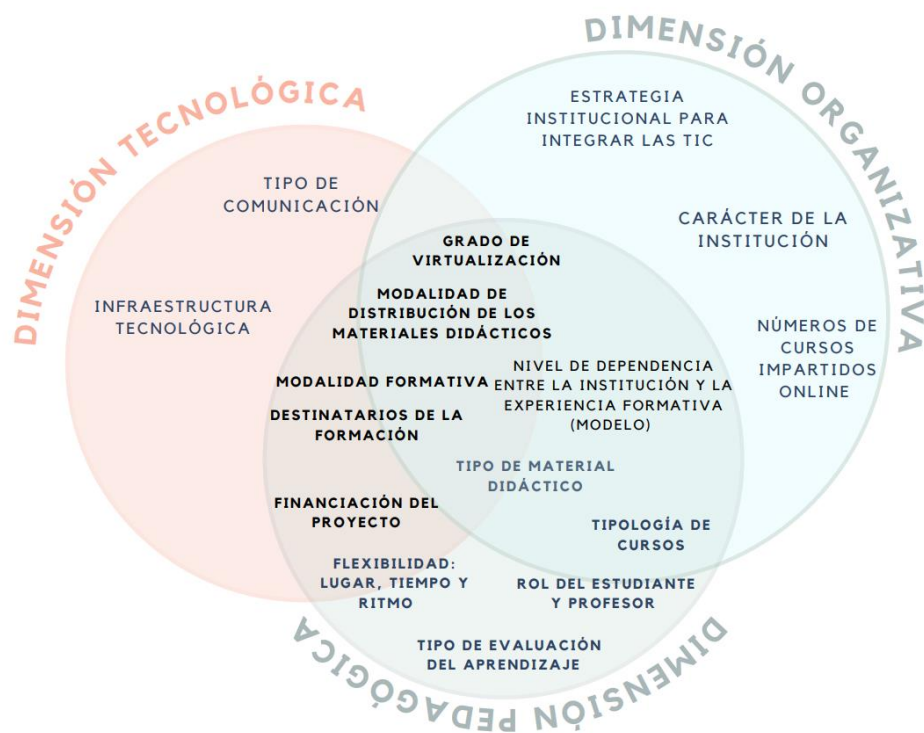 DIMENSIÓN TECNOLÓGICA
DIMENSIÓN ORGANIZATIVA
ESTRATEGIA
INSTITUCIONAL PARA
INTEGRAR LAS TIC
TIPO DE
COMUNICACIÓN
CARÁCTER DE LA
INSTITUCIÓN
GRADO DE
VIRTUALIZACIÓN
MODALIDAD DE
DISTRIBUCIÓN DE LOS
MATERIALES DIDÁCTICOS
INFRAESTRUCTURA
TECNOLÓGICA
NÚMEROS DE
CURSOS
IMPARTIDOS
ONLINE
MODALIDAD FORMATIVA
NIVEL DE DEPENDENCIA
ENTRE LA INSTITUCIÓN Y LA
EXPERIENCIA FORMATIVA
(MODELO)
DESTINATARIOS DE LA
FORMACIÓN
TIPO DE MATERIAL
DIDÁCTICO
FINANCIACIÓN DEL
PROYECTO
TIPOLOGÍA DE
CURSOS
FLEXIBILIDAD:
LUGAR, TIEMPO Y
RITMO
ROL DEL ESTUDIANTE
Y PROFESOR
TIPO DE EVALUACIÓN
DEL APRENDIZAJE
DIMENSIÓN PEDAGÓGICA